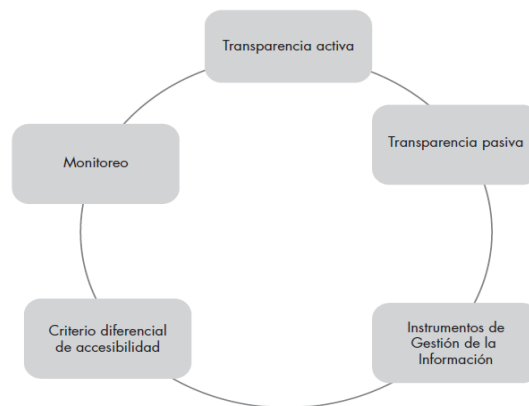 Transparencia activa
Transparencia pasiva
Monitoreo
Criterio diferencial
de accesibilidad
Instrumentos de
Gestión de la
Información